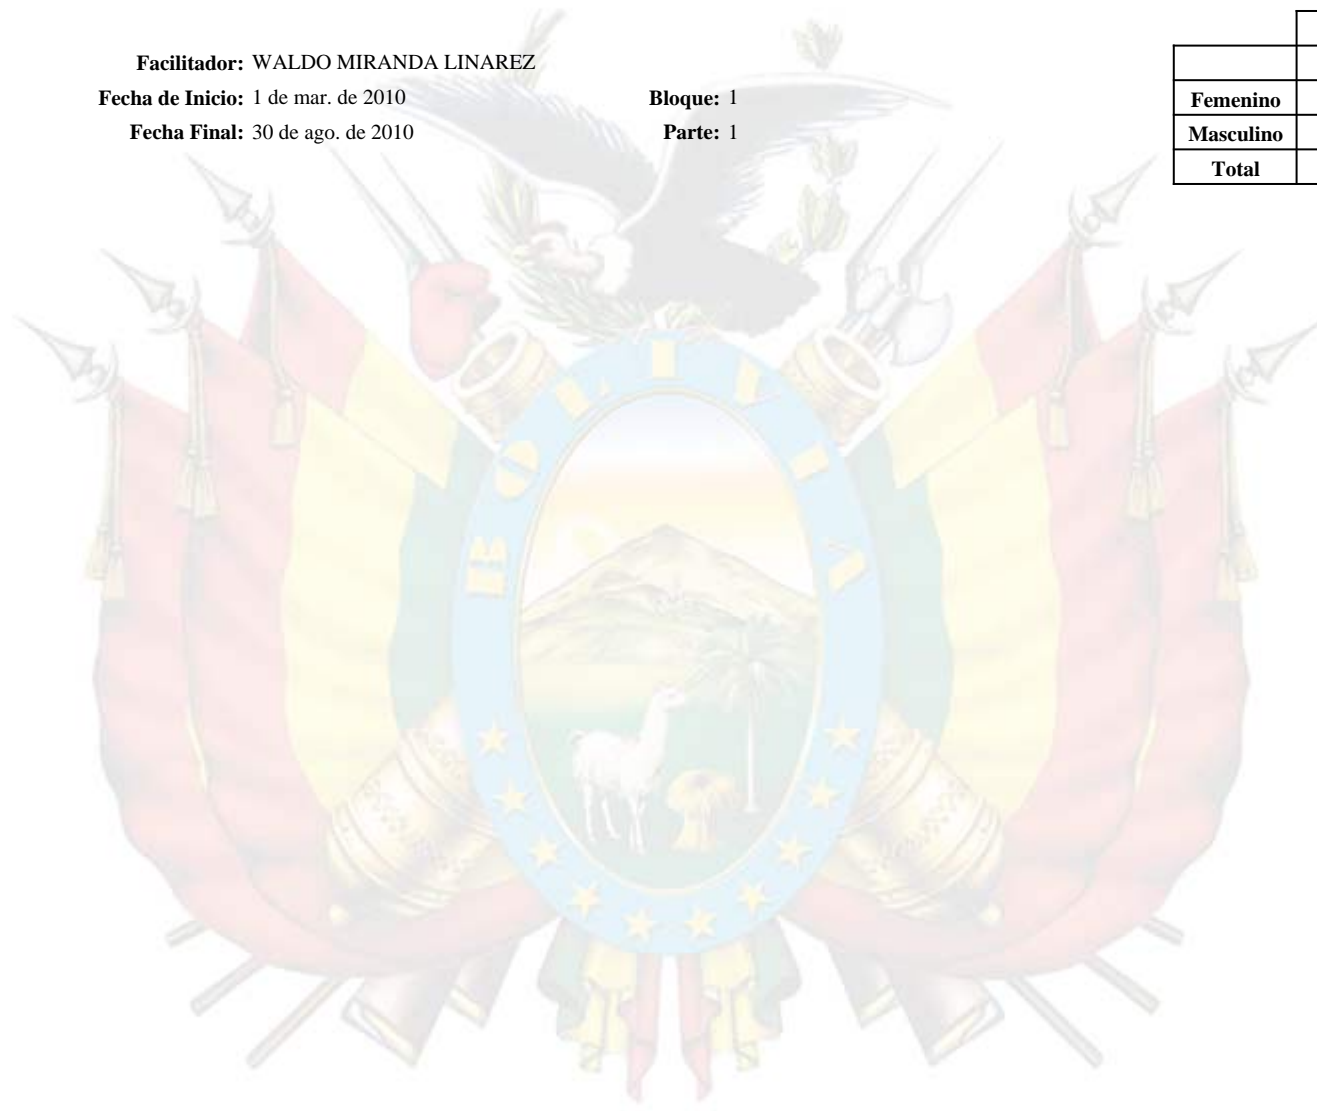 Facilitador: WALDO MIRANDA LINAREZ
Fecha de Inicio: 1 de mar. de 2010 Bloque: 1
Fecha Final: 30 de ago. de 2010 Parte: 1
Femenino
Masculino
Total
BOLIVIA